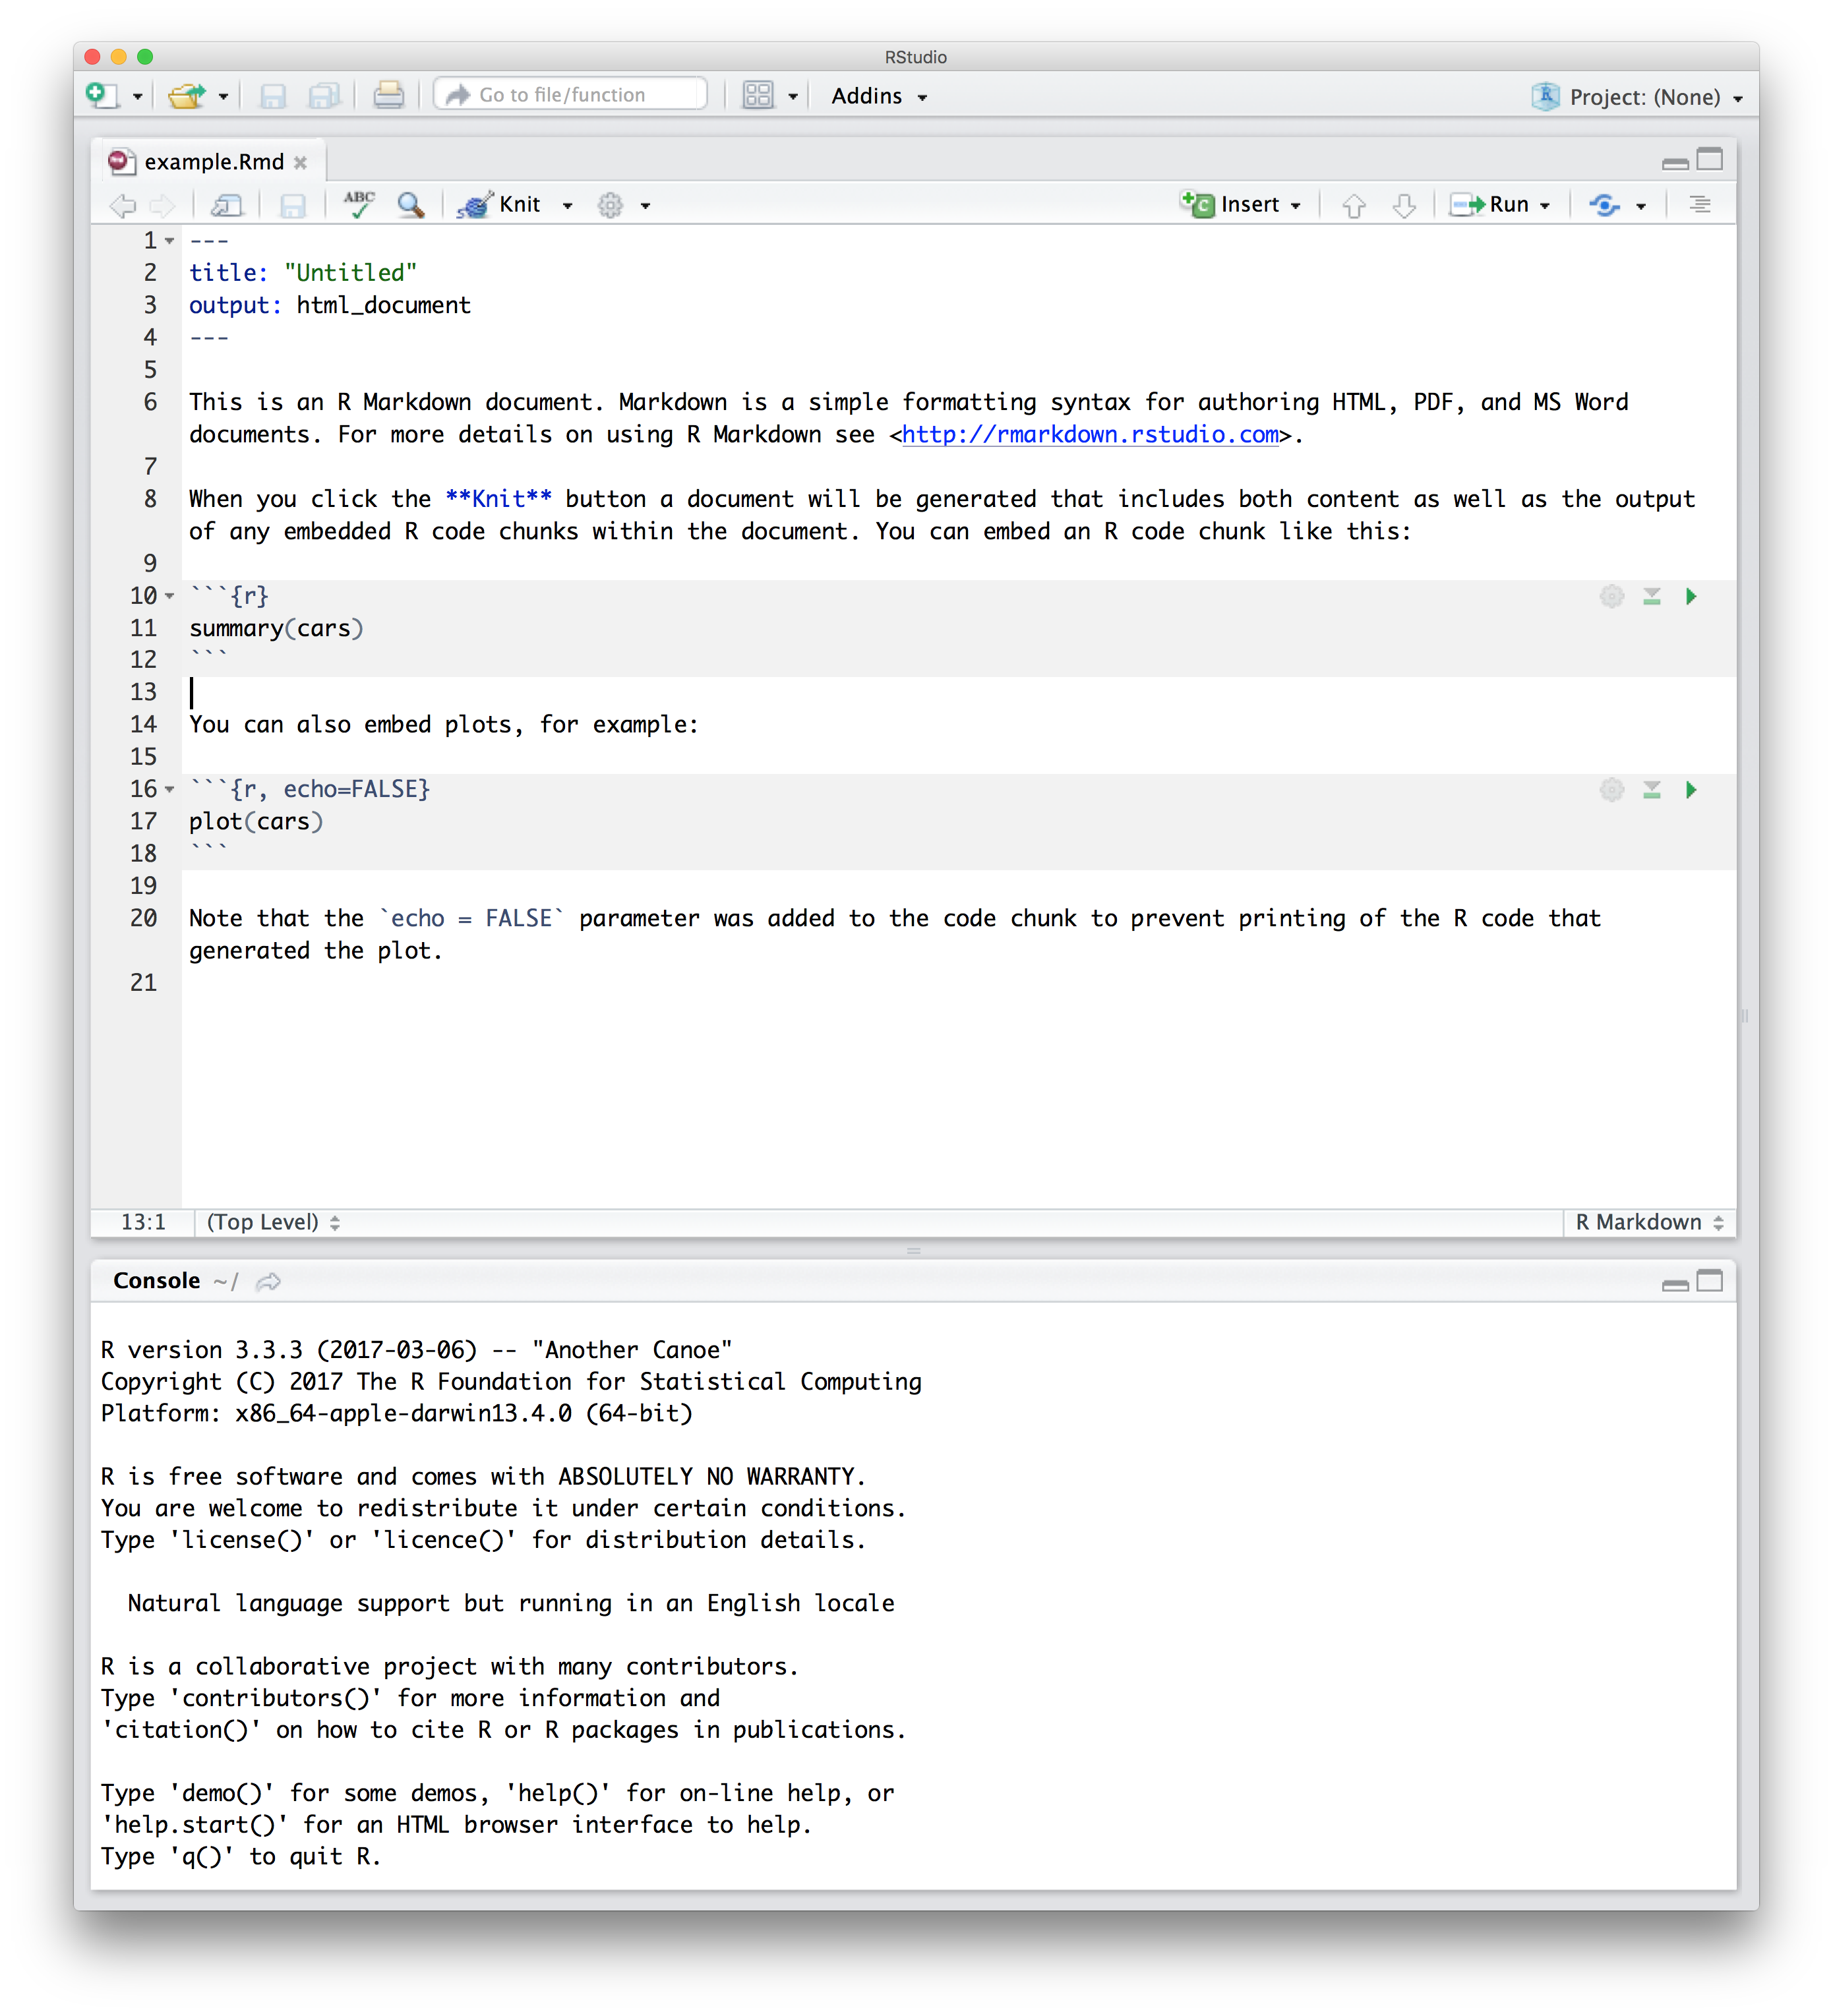 RStudio
Go to file/function
Addins
Project: (None)
example.Rmd
ABC
Knit
Insert
Run
1 ---
2 title: "Untitled"
3 output: html_document
4 ---
5
6 This is an R Markdown document. Markdown is a simple formatting syntax for authoring HTML, PDF, and MS Word
documents. For more details on using R Markdown see <http://rmarkdown.rstudio.com>.
7
8 When you click the **Knit** button a document will be generated that includes both content as well as the output
of any embedded R code chunks within the document. You can embed an R code chunk like this:
9
10 ```{r}
11 summary(cars)
12 ```
13
14 You can also embed plots, for example:
15
16 ```{r, echo=FALSE}
17 plot(cars)
18 ```
19
20 Note that the `echo = FALSE` parameter was added to the code chunk to prevent printing of the R code that
generated the plot.
21
13:1 (Top Level) R Markdown
Console ~/
R version 3.3.3 (2017-03-06) -- "Another Canoe"
Copyright (C) 2017 The R Foundation for Statistical Computing
Platform: x86_64-apple-darwin13.4.0 (64-bit)
R is free software and comes with ABSOLUTELY NO WARRANTY.
You are welcome to redistribute it under certain conditions.
Type 'license()' or 'licence()' for distribution details.
Natural language support but running in an English locale
R is a collaborative project with many contributors.
Type 'contributors()' for more information and
'citation()' on how to cite R or R packages in publications.
Type 'demo()' for some demos, 'help()' for on-line help, or
'help.start()' for an HTML browser interface to help.
Type 'q()' to quit R.